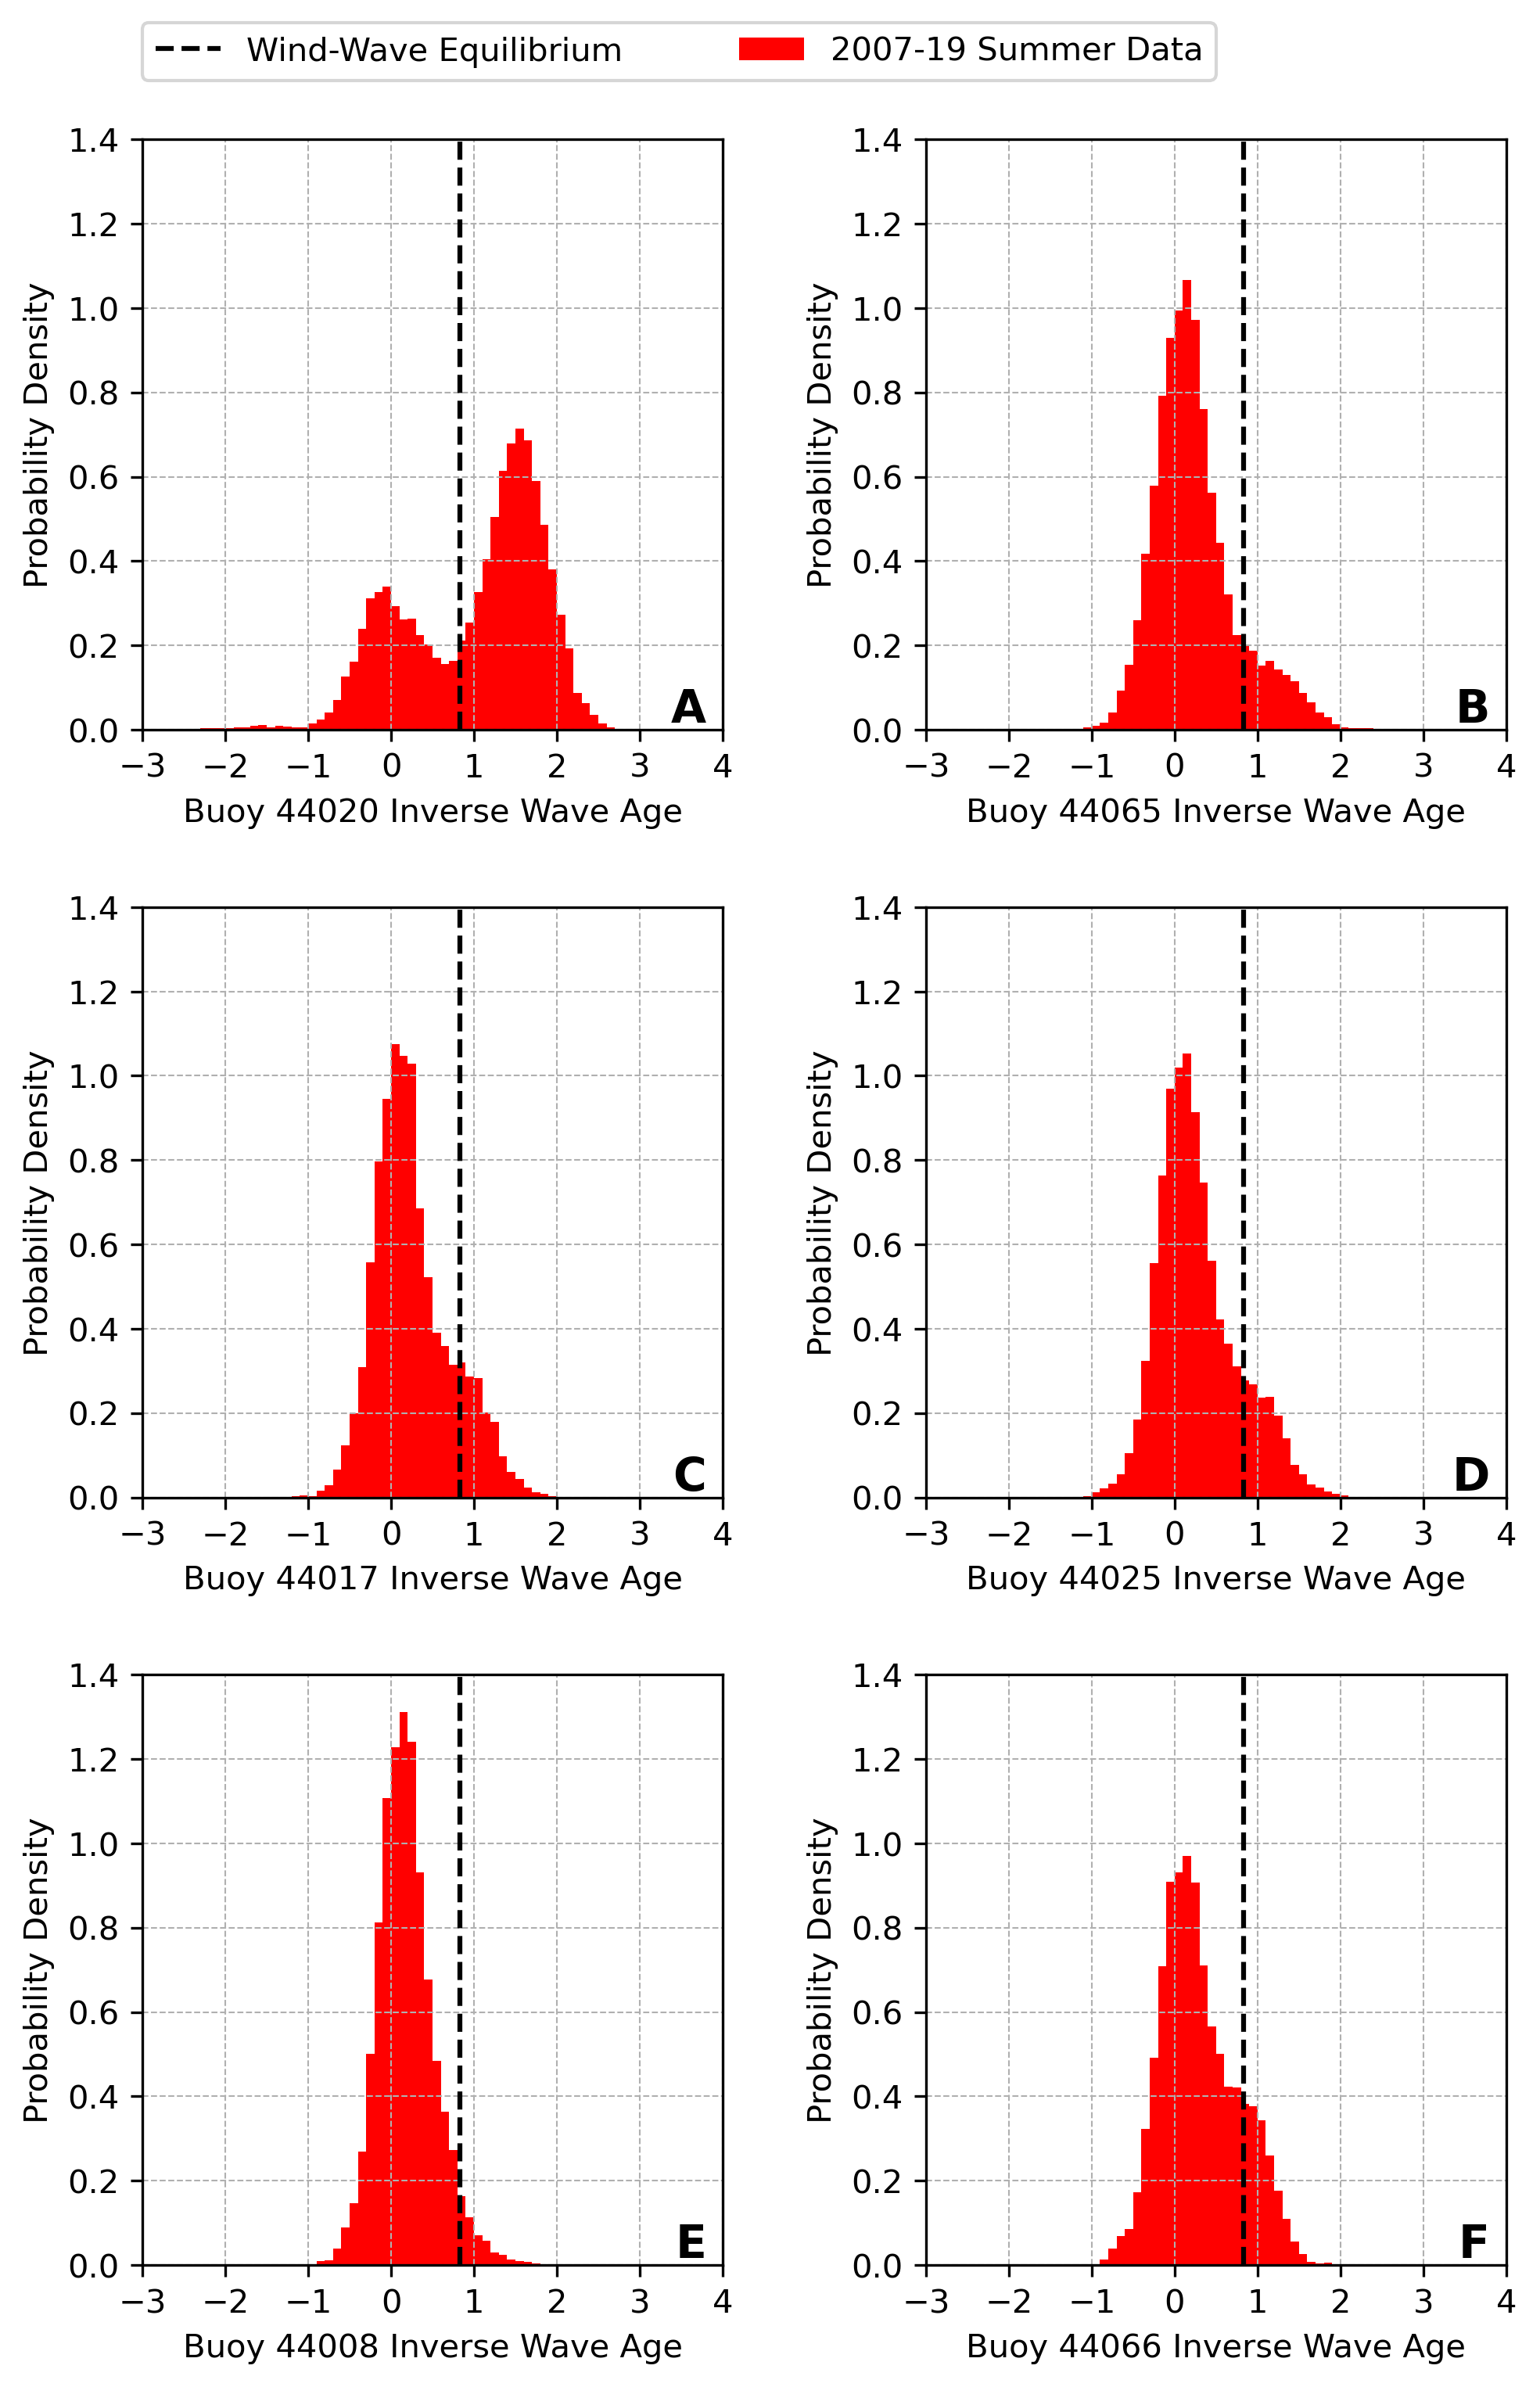 Wind-Wave Equilibrium 2007-19 Summer Data
1.4
1.2
1.0
0.8
0.6
0.4
0.2
0.0
Probability Density
A
−3 −2 −1 0 1 2 3 4
Buoy 44020 Inverse Wave Age
1.4
1.2
1.0
0.8
0.6
0.4
0.2
0.0
Probability Density
B
−3 −2 −1 0 1 2 3 4
Buoy 44065 Inverse Wave Age
1.4
1.2
1.0
0.8
0.6
0.4
0.2
0.0
Probability Density
C
−3 −2 −1 0 1 2 3 4
Buoy 44017 Inverse Wave Age
1.4
1.2
1.0
0.8
0.6
0.4
0.2
0.0
Probability Density
D
−3 −2 −1 0 1 2 3 4
Buoy 44025 Inverse Wave Age
1.4
1.2
1.0
0.8
0.6
0.4
0.2
0.0
Probability Density
E
−3 −2 −1 0 1 2 3 4
Buoy 44008 Inverse Wave Age
1.4
1.2
1.0
0.8
0.6
0.4
0.2
0.0
Probability Density
F
−3 −2 −1 0 1 2 3 4
Buoy 44066 Inverse Wave Age